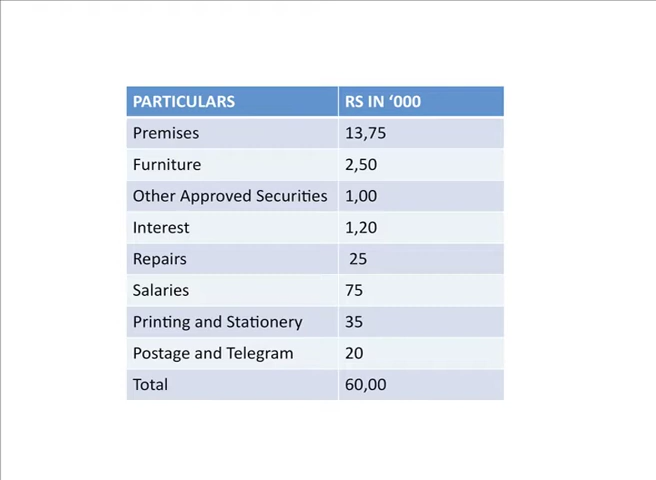 PARTICULARS RS IN ‘000
Premises 13,75
Furniture 2,50
Other Approved Securities 1,00
Interest 1,20
Repairs 25
Salaries 75
Printing and Stationery 35
Postage and Telegram 20
Total 60,00